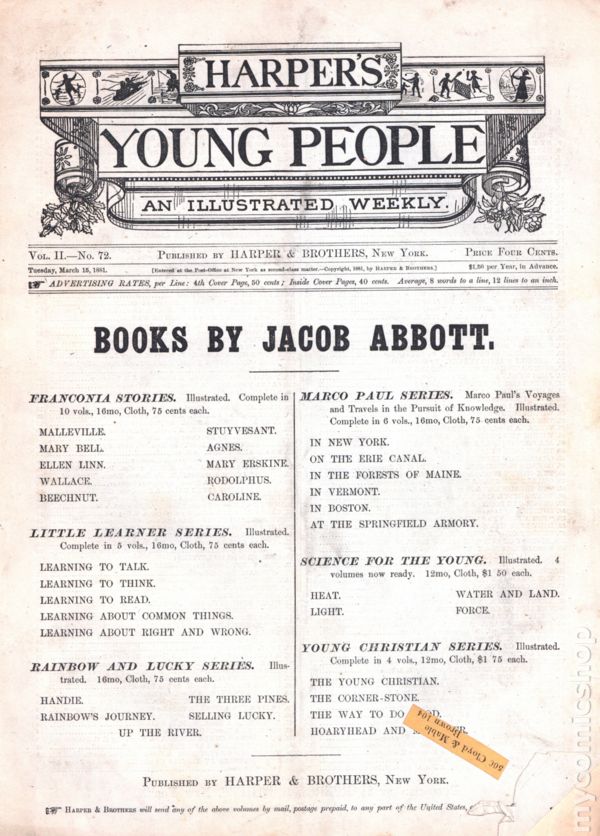 HARPER'S
YOUNG PEOPLE
AN ILLUSTRATED WEEKLY.
VOL. II.—NO. 72. PUBLISHED BY HARPER & BROTHERS, NEW YORK. PRICE FOUR CENTS.
Tuesday, March 15, 1881. [Entered at the Post-Office at New York as second-class matter.—Copyright, 1881, by HARPER & BROTHERS.] $1.50 per Year, in Advance.
ADVERTISING RATES, per Line: 4th Cover Page, 50 cents; Inside Cover Pages, 40 cents. Average, 8 words to a line, 12 lines to an inch.
BOOKS BY JACOB ABBOTT.
FRANCONIA STORIES. Illustrated. Complete in
10 vols., 16mo, Cloth, 75 cents each.
MALLEVILLE. STUYVESANT.
MARY BELL. AGNES.
ELLEN LINN. MARY ERSKINE.
WALLACE. RODOLPHUS.
BEECHNUT. CAROLINE.
LITTLE LEARNER SERIES. Illustrated.
Complete in 5 vols., 16mo, Cloth, 75 cents each.
LEARNING TO TALK.
LEARNING TO THINK.
LEARNING TO READ.
LEARNING ABOUT COMMON THINGS.
LEARNING ABOUT RIGHT AND WRONG.
RAINBOW AND LUCKY SERIES. Illus-
trated. 16mo, Cloth, 75 cents each.
HANDIE. THE THREE PINES.
RAINBOW'S JOURNEY. SELLING LUCKY.
UP THE RIVER.
MARCO PAUL SERIES. Marco Paul's Voyages
and Travels in the Pursuit of Knowledge. Illustrated.
Complete in 6 vols., 16mo, Cloth, 75 cents each.
IN NEW YORK.
ON THE ERIE CANAL.
IN THE FORESTS OF MAINE.
IN VERMONT.
IN BOSTON.
AT THE SPRINGFIELD ARMORY.
SCIENCE FOR THE YOUNG. Illustrated. 4
volumes now ready. 12mo, Cloth, $1 50 each.
HEAT. WATER AND LAND.
LIGHT. FORCE.
YOUNG CHRISTIAN SERIES. Illustrated.
Complete in 4 vols., 12mo, Cloth, $1 75 each.
THE YOUNG CHRISTIAN.
THE CORNER-STONE.
THE WAY TO DO
HOARYHEAD AND
50c Cloyd & Mable
Brown 104
PUBLISHED BY HARPER & BROTHERS, NEW YORK.
HARPER & BROTHERS will send any of the above volumes by mail, postage prepaid, to any part of the United States,
mycomicshop